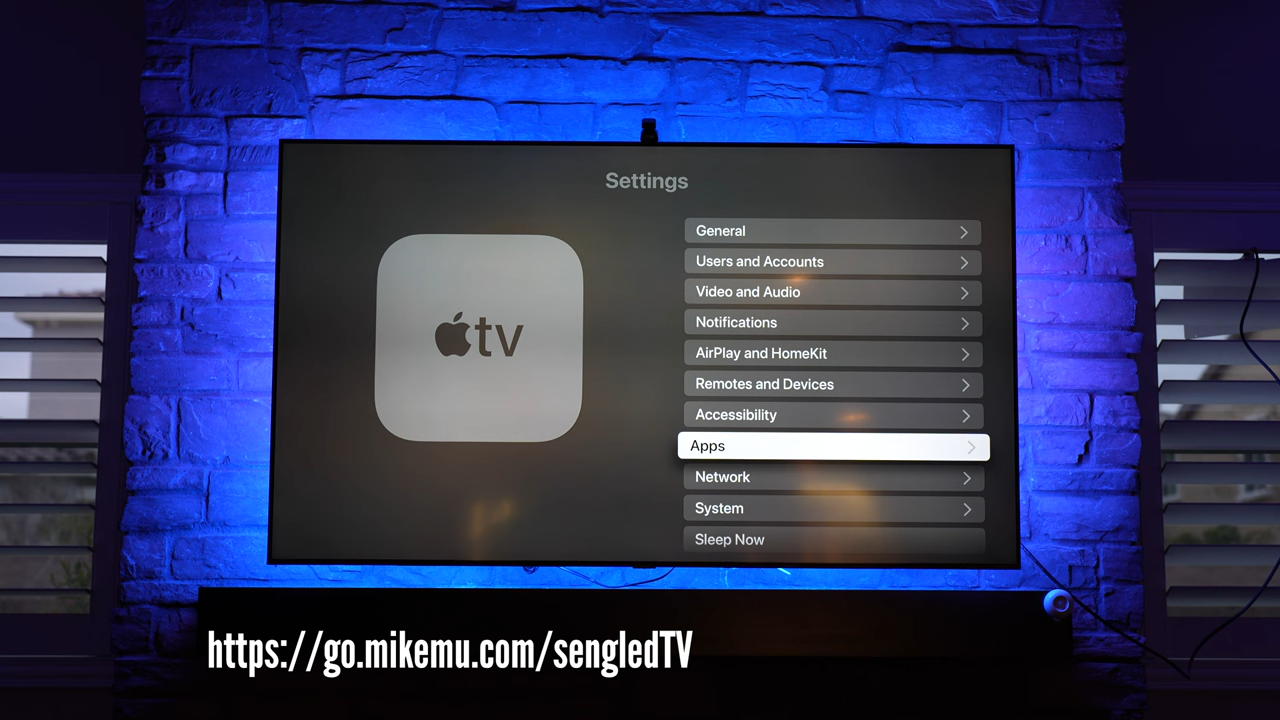 Settings
tv
General
Users and Accounts
Video and Audio
Notifications
AirPlay and HomeKit
Remotes and Devices
Accessibility
Apps
Network
System
Sleep Now
https://go.mikemu.com/sengledTV